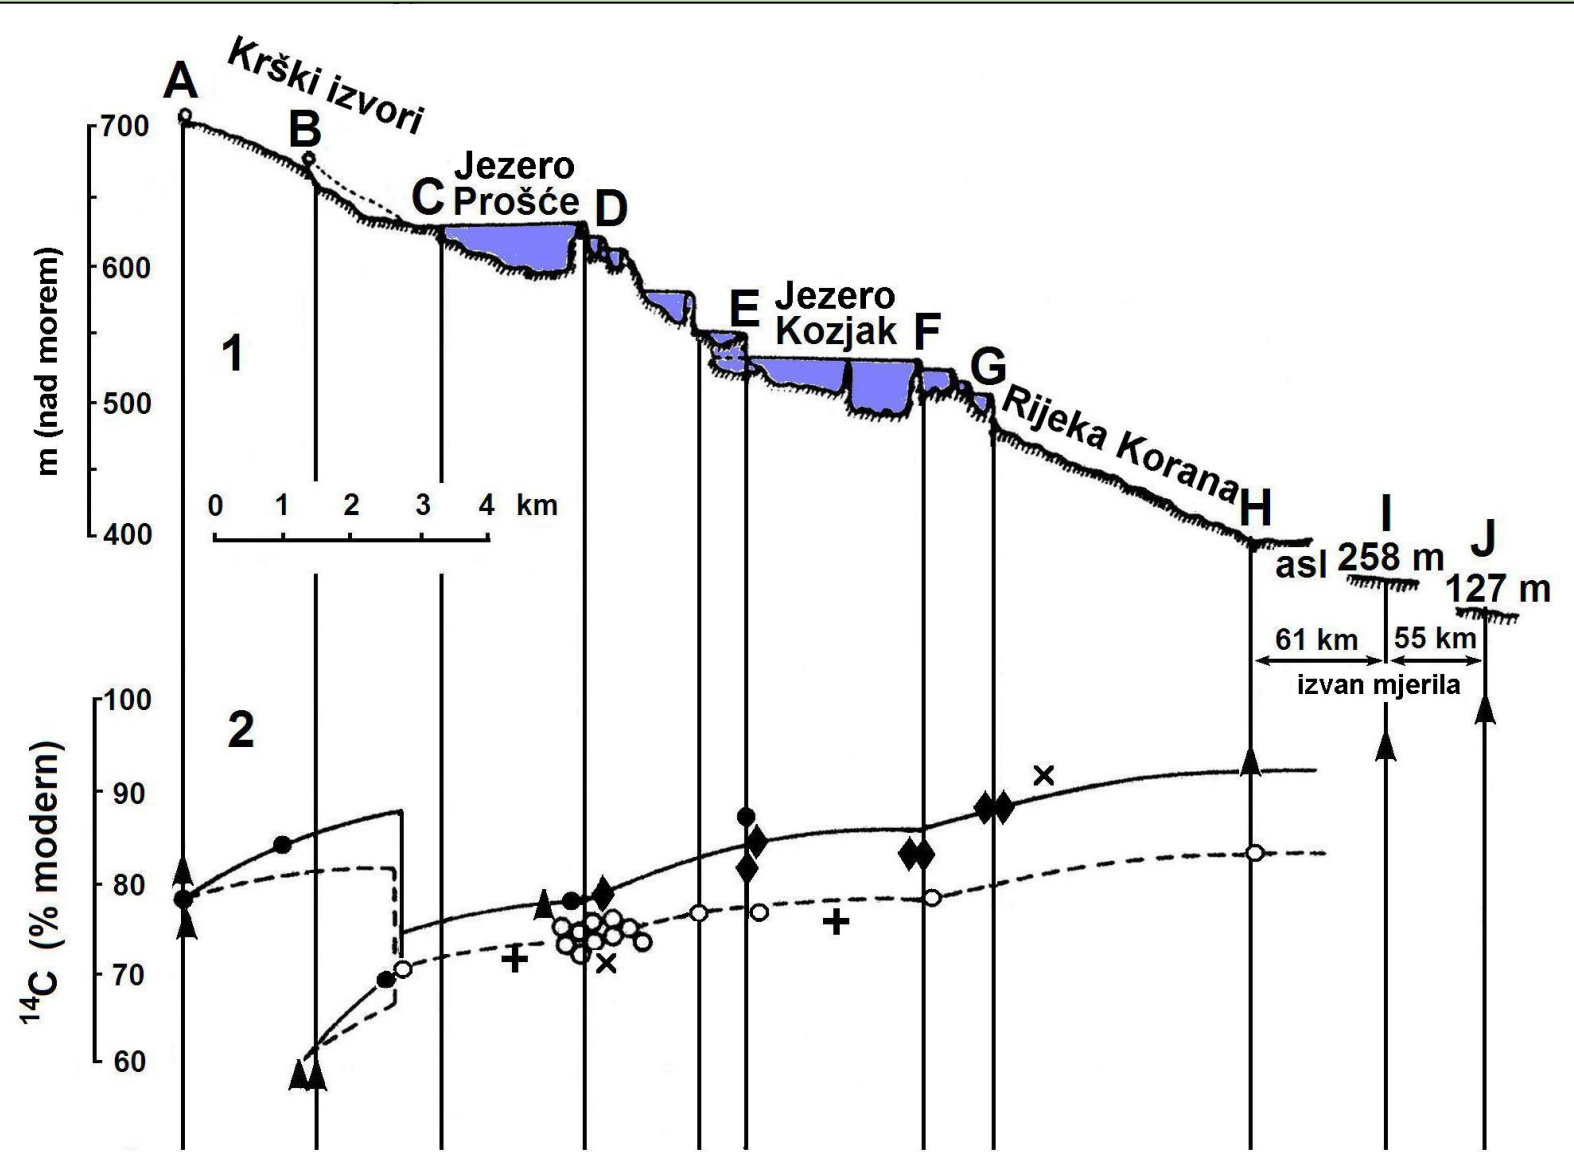 A
Krški izvori
700
B
Jezero
C
Prošće
D
600
m (nad morem)
E
Jezero
Kozjak
F
G
Rijeka Korana
1
500
H
I
0 1 2 3 4 km
400
J
asl 258 m
127 m
61 km
55 km
izvan mjerila
100
2
90
80
70
60
¹⁴C (% modern)